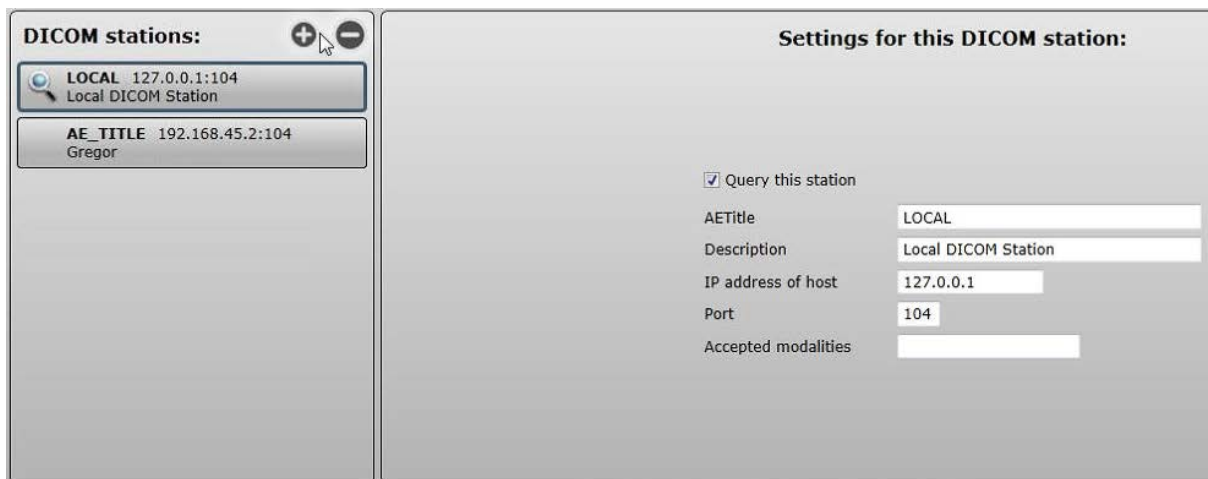 DICOM stations:
LOCAL 127.0.0.1:104
Local DICOM Station
AE_TITLE 192.168.45.2:104
Gregor
Settings for this DICOM station:
Query this station
AETitle LOCAL
Description Local DICOM Station
IP address of host 127.0.0.1
Port 104
Accepted modalities